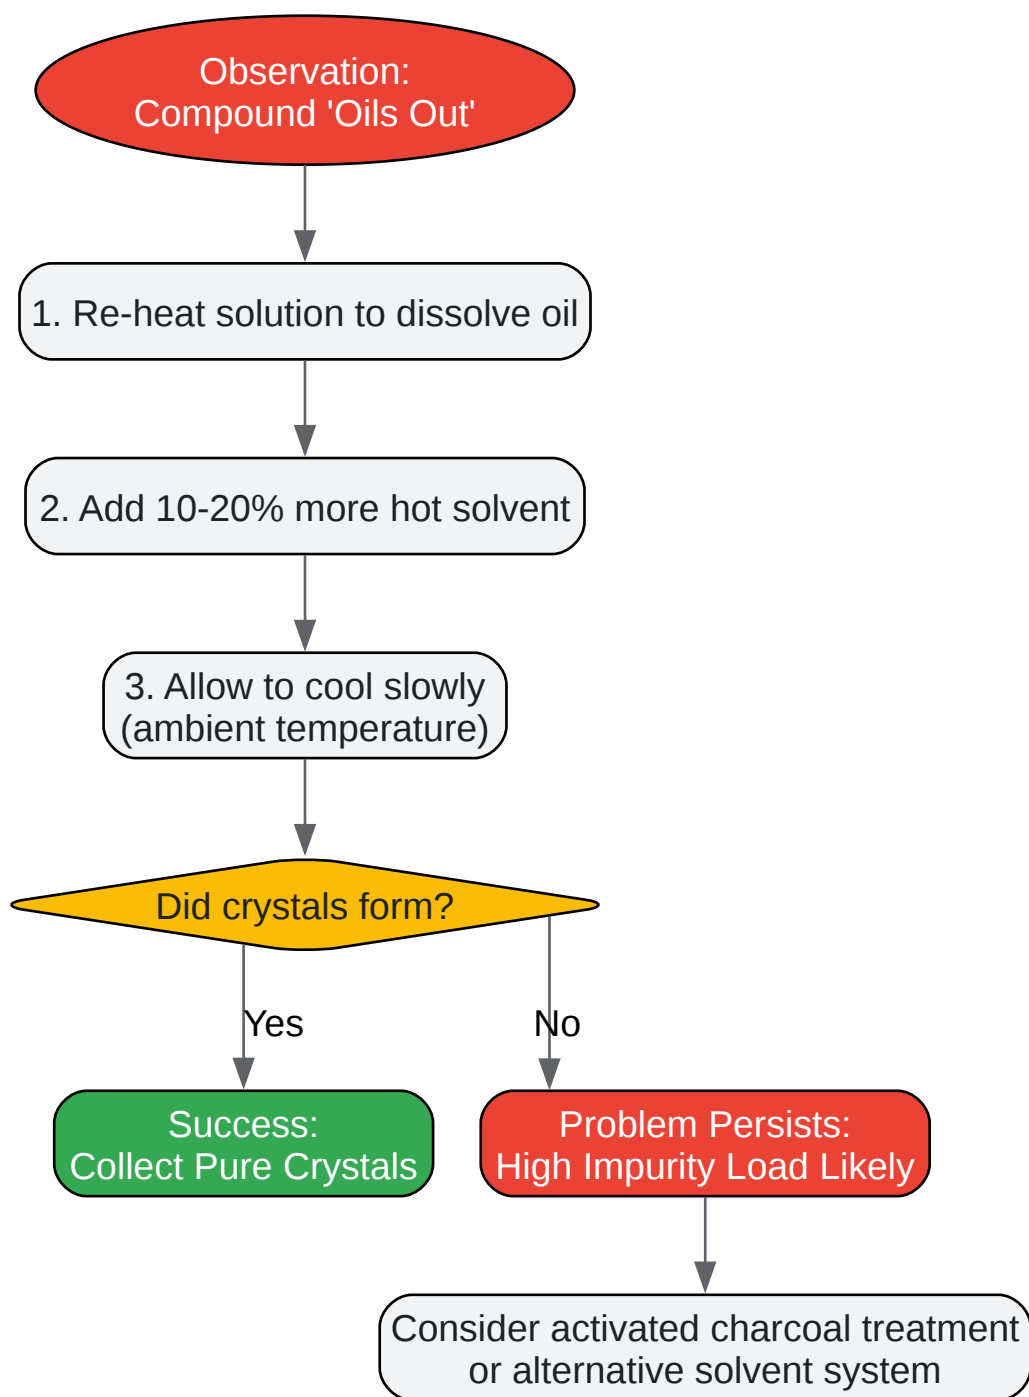 Observation:
Compound 'Oils Out'
1. Re-heat solution to dissolve oil
2. Add 10-20% more hot solvent
3. Allow to cool slowly
(ambient temperature)
Did crystals form?
Yes
No
Success:
Collect Pure Crystals
Problem Persists:
High Impurity Load Likely
Consider activated charcoal treatment
or alternative solvent system